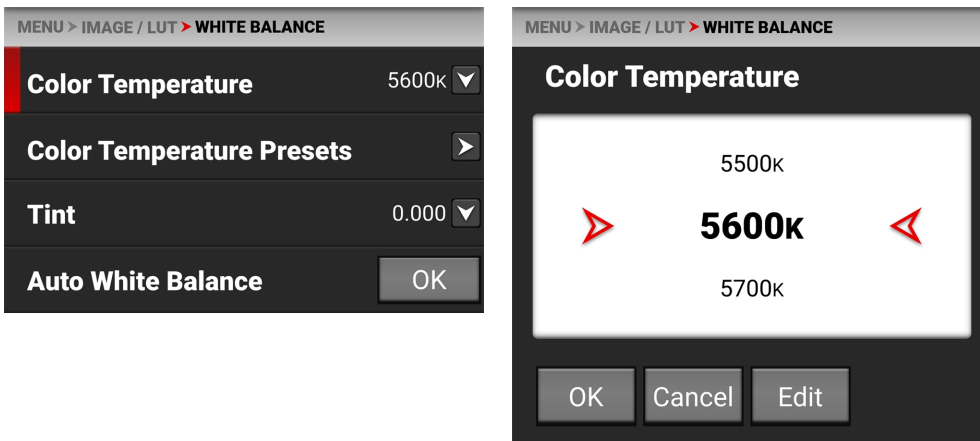 MENU > IMAGE / LUT > WHITE BALANCE
Color Temperature 5600K
Color Temperature Presets
Tint 0.000
Auto White Balance OK
MENU > IMAGE / LUT > WHITE BALANCE
Color Temperature
5500K
5600K
5700K
OK Cancel Edit